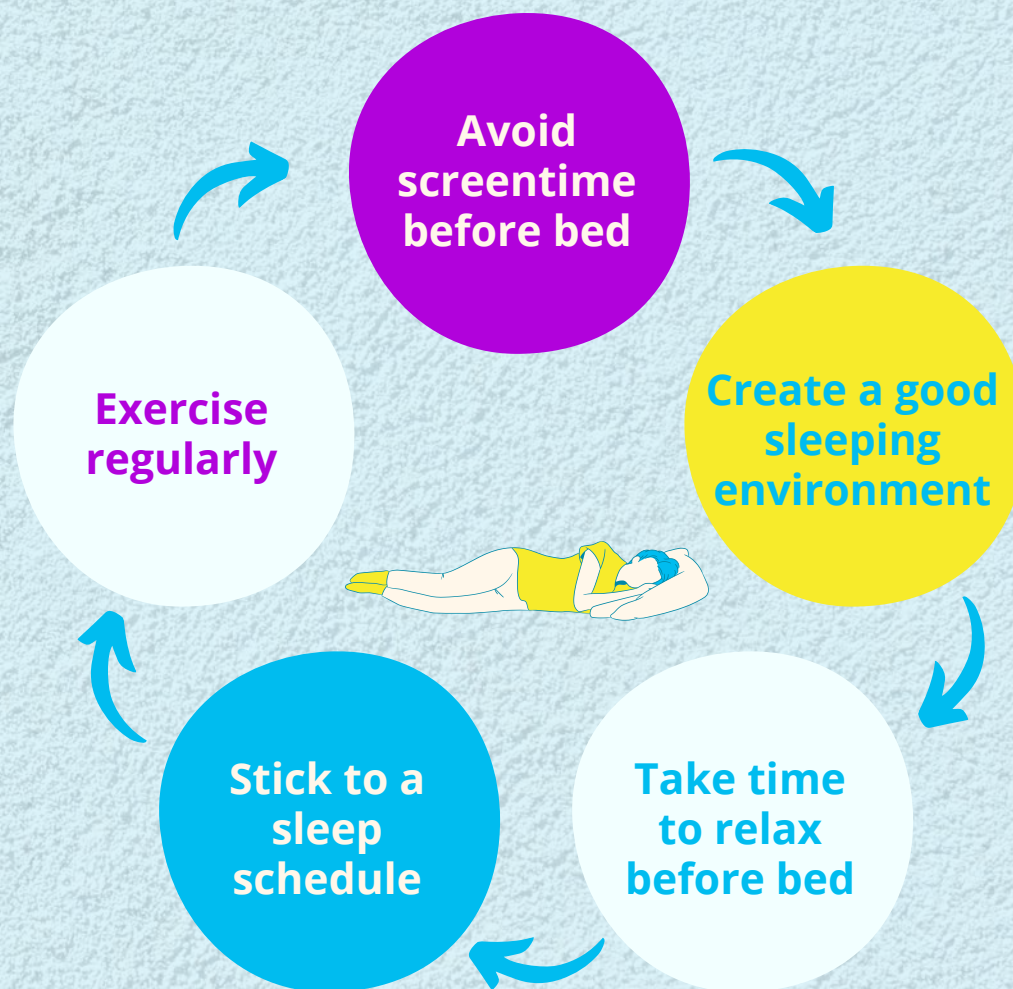 Avoid
screentime
before bed
Create a good
sleeping
environment
Take time
to relax
before bed
Stick to a
sleep
schedule
Exercise
regularly